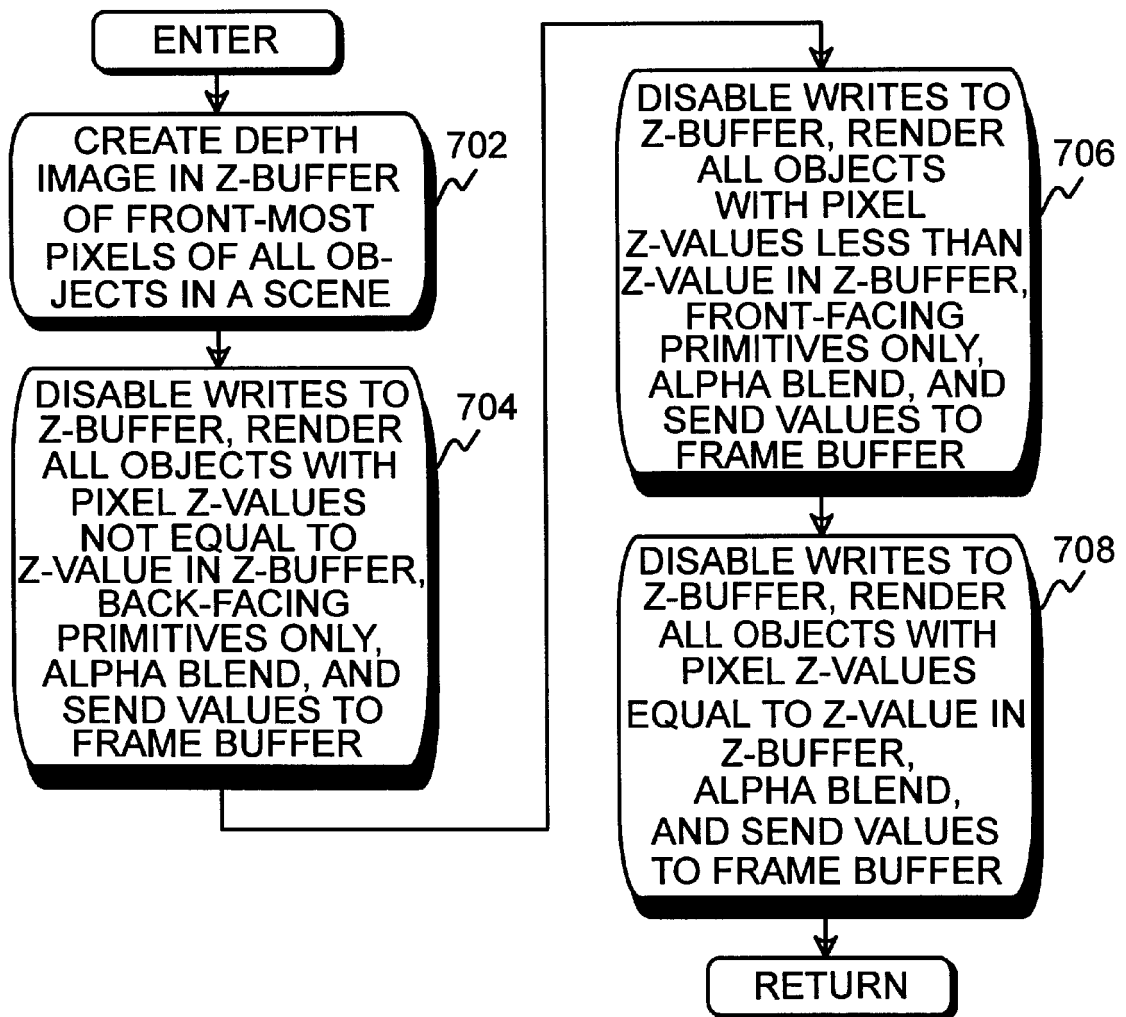 ENTER
CREATE DEPTH
IMAGE IN Z-BUFFER
OF FRONT-MOST
PIXELS OF ALL OB-
JECTS IN A SCENE
702
DISABLE WRITES TO
Z-BUFFER, RENDER
ALL OBJECTS WITH
PIXEL Z-VALUES
NOT EQUAL TO
Z-VALUE IN Z-BUFFER,
BACK-FACING
PRIMITIVES ONLY,
ALPHA BLEND, AND
SEND VALUES TO
FRAME BUFFER
704
DISABLE WRITES TO
Z-BUFFER, RENDER
ALL OBJECTS
WITH PIXEL
Z-VALUES LESS THAN
Z-VALUE IN Z-BUFFER,
FRONT-FACING
PRIMITIVES ONLY,
ALPHA BLEND, AND
SEND VALUES TO
FRAME BUFFER
706
DISABLE WRITES TO
Z-BUFFER, RENDER
ALL OBJECTS WITH
PIXEL Z-VALUES
EQUAL TO Z-VALUE IN
Z-BUFFER,
ALPHA BLEND,
AND SEND VALUES
TO FRAME BUFFER
708
RETURN